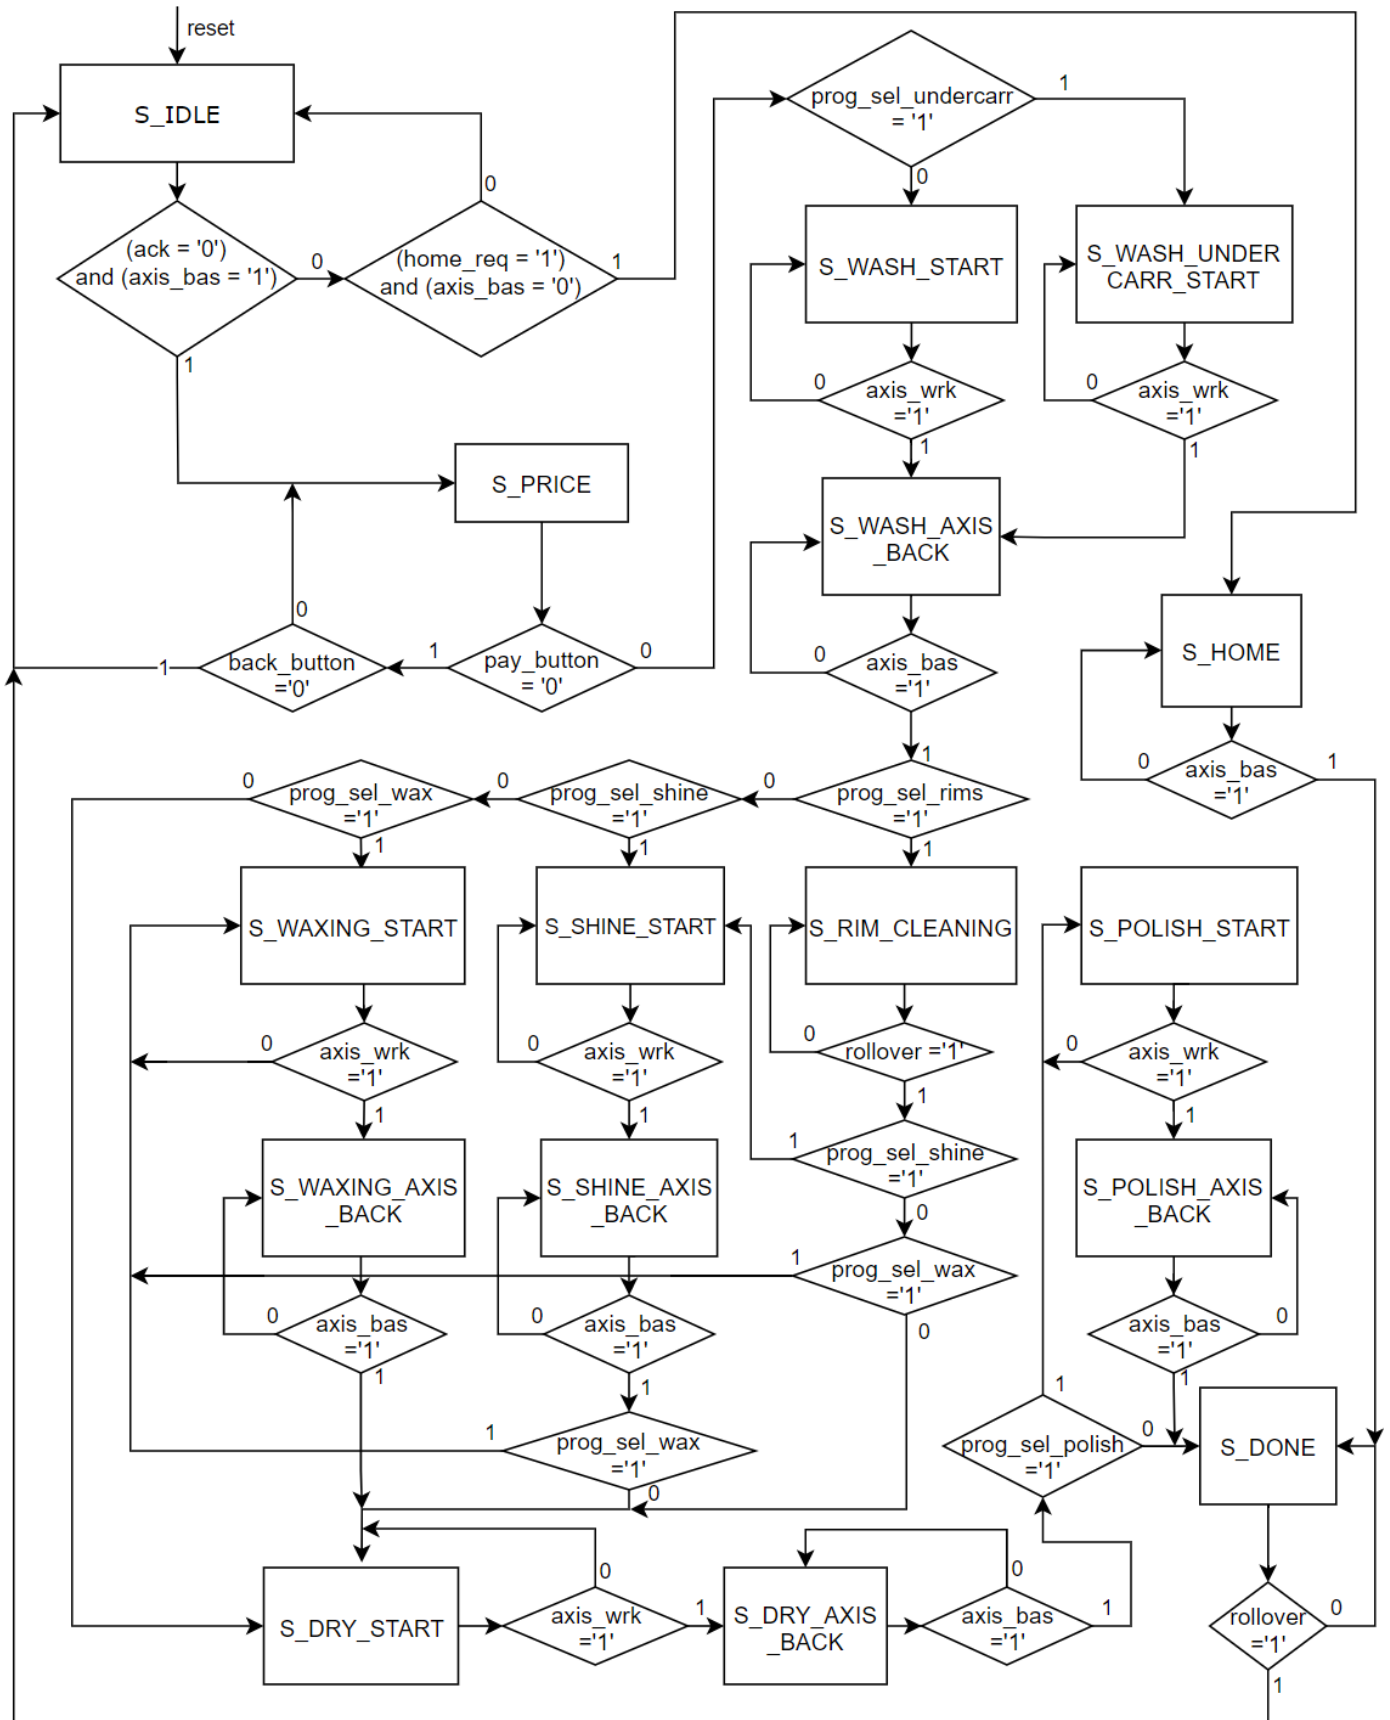 reset
S_IDLE
0
(ack = '0')
and (axis_bas = '1')
0
(home_req = '1')
and (axis_bas = '0')
1
1
prog_sel_undercarr
= '1'
1
0
S_WASH_START
S_WASH_UNDER
CARR_START
0
axis_wrk
='1'
1
0
axis_wrk
='1'
1
S_PRICE
S_WASH_AXIS
_BACK
0
1
back_button
='0'
1
pay_button
= '0'
0
0
axis_bas
='1'
1
S_HOME
0
axis_bas
='1'
1
0
prog_sel_wax
='1'
1
0
prog_sel_shine
='1'
1
0
prog_sel_rims
='1'
1
S_WAXING_START
S_SHINE_START
S_RIM_CLEANING
S_POLISH_START
0
axis_wrk
='1'
1
0
axis_wrk
='1'
1
0
rollover ='1'
1
0
axis_wrk
='1'
1
1
prog_sel_shine
='1'
0
S_WAXING_AXIS
_BACK
S_SHINE_AXIS
_BACK
S_POLISH_AXIS
_BACK
1
prog_sel_wax
='1'
0
0
axis_bas
='1'
1
0
axis_bas
='1'
1
axis_bas
='1'
0
1
1
prog_sel_wax
='1'
0
1
prog_sel_polish
='1'
0
S_DONE
S_DRY_START
0
axis_wrk
='1'
1
S_DRY_AXIS
_BACK
0
axis_bas
='1'
1
rollover
='1'
0
1